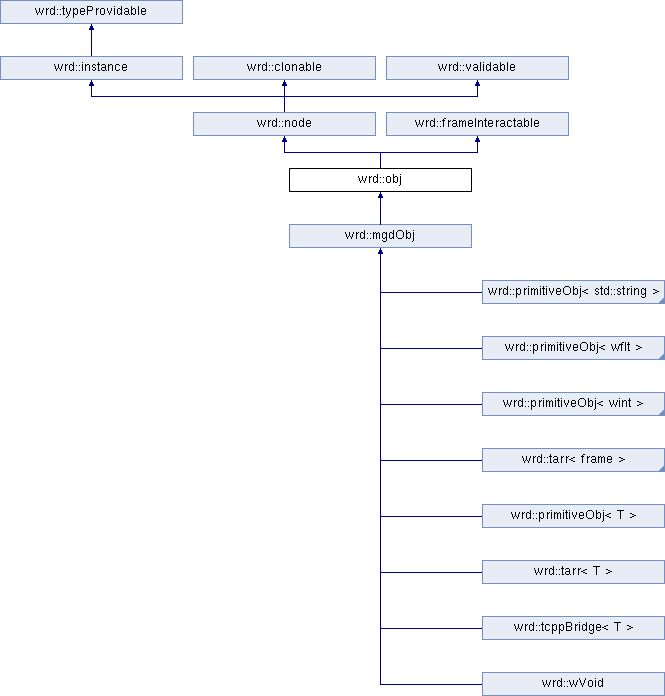 wrd::typeProvidable
wrd::instance
wrd::clonable
wrd::validable
wrd::node
wrd::frameInteractable
wrd::obj
wrd::mgdObj
wrd::primitiveObj< std::string >
wrd::primitiveObj< wflt >
wrd::primitiveObj< wint >
wrd::tarr< frame >
wrd::primitiveObj< T >
wrd::tarr< T >
wrd::tcppBridge< T >
wrd::wVoid